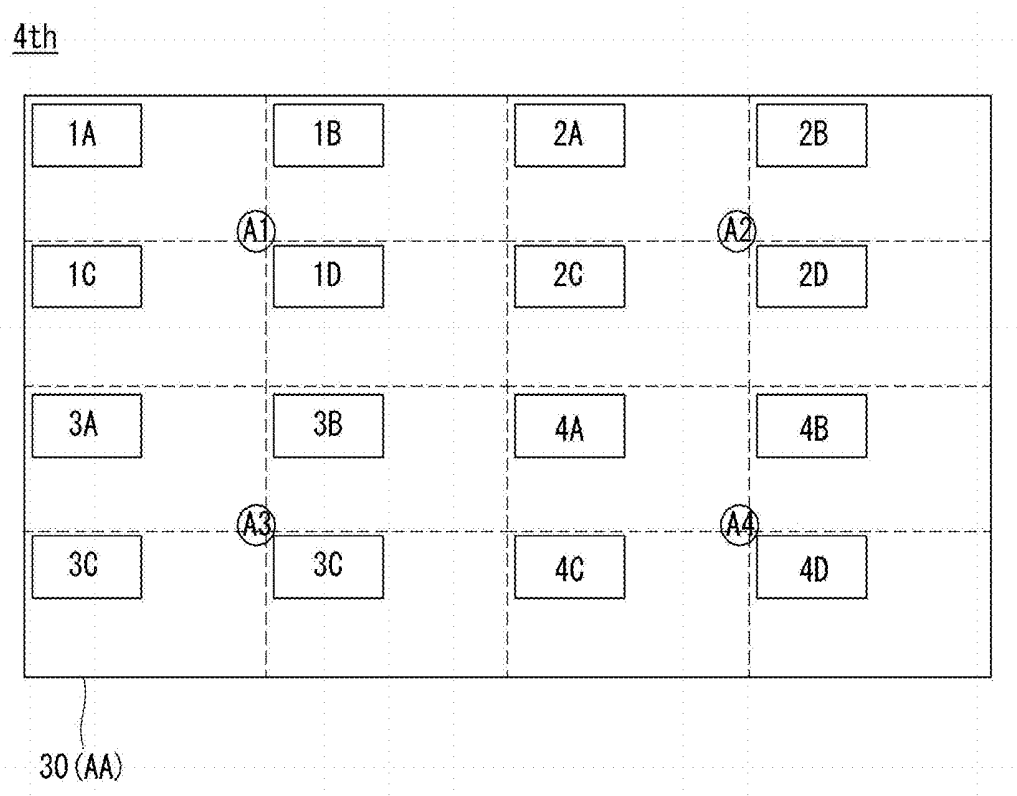 4th
1A 1B 2A 2B
A1 A2
1C 1D 2C 2D
3A 3B 4A 4B
A3 A4
3C 3C 4C 4D
30(AA)